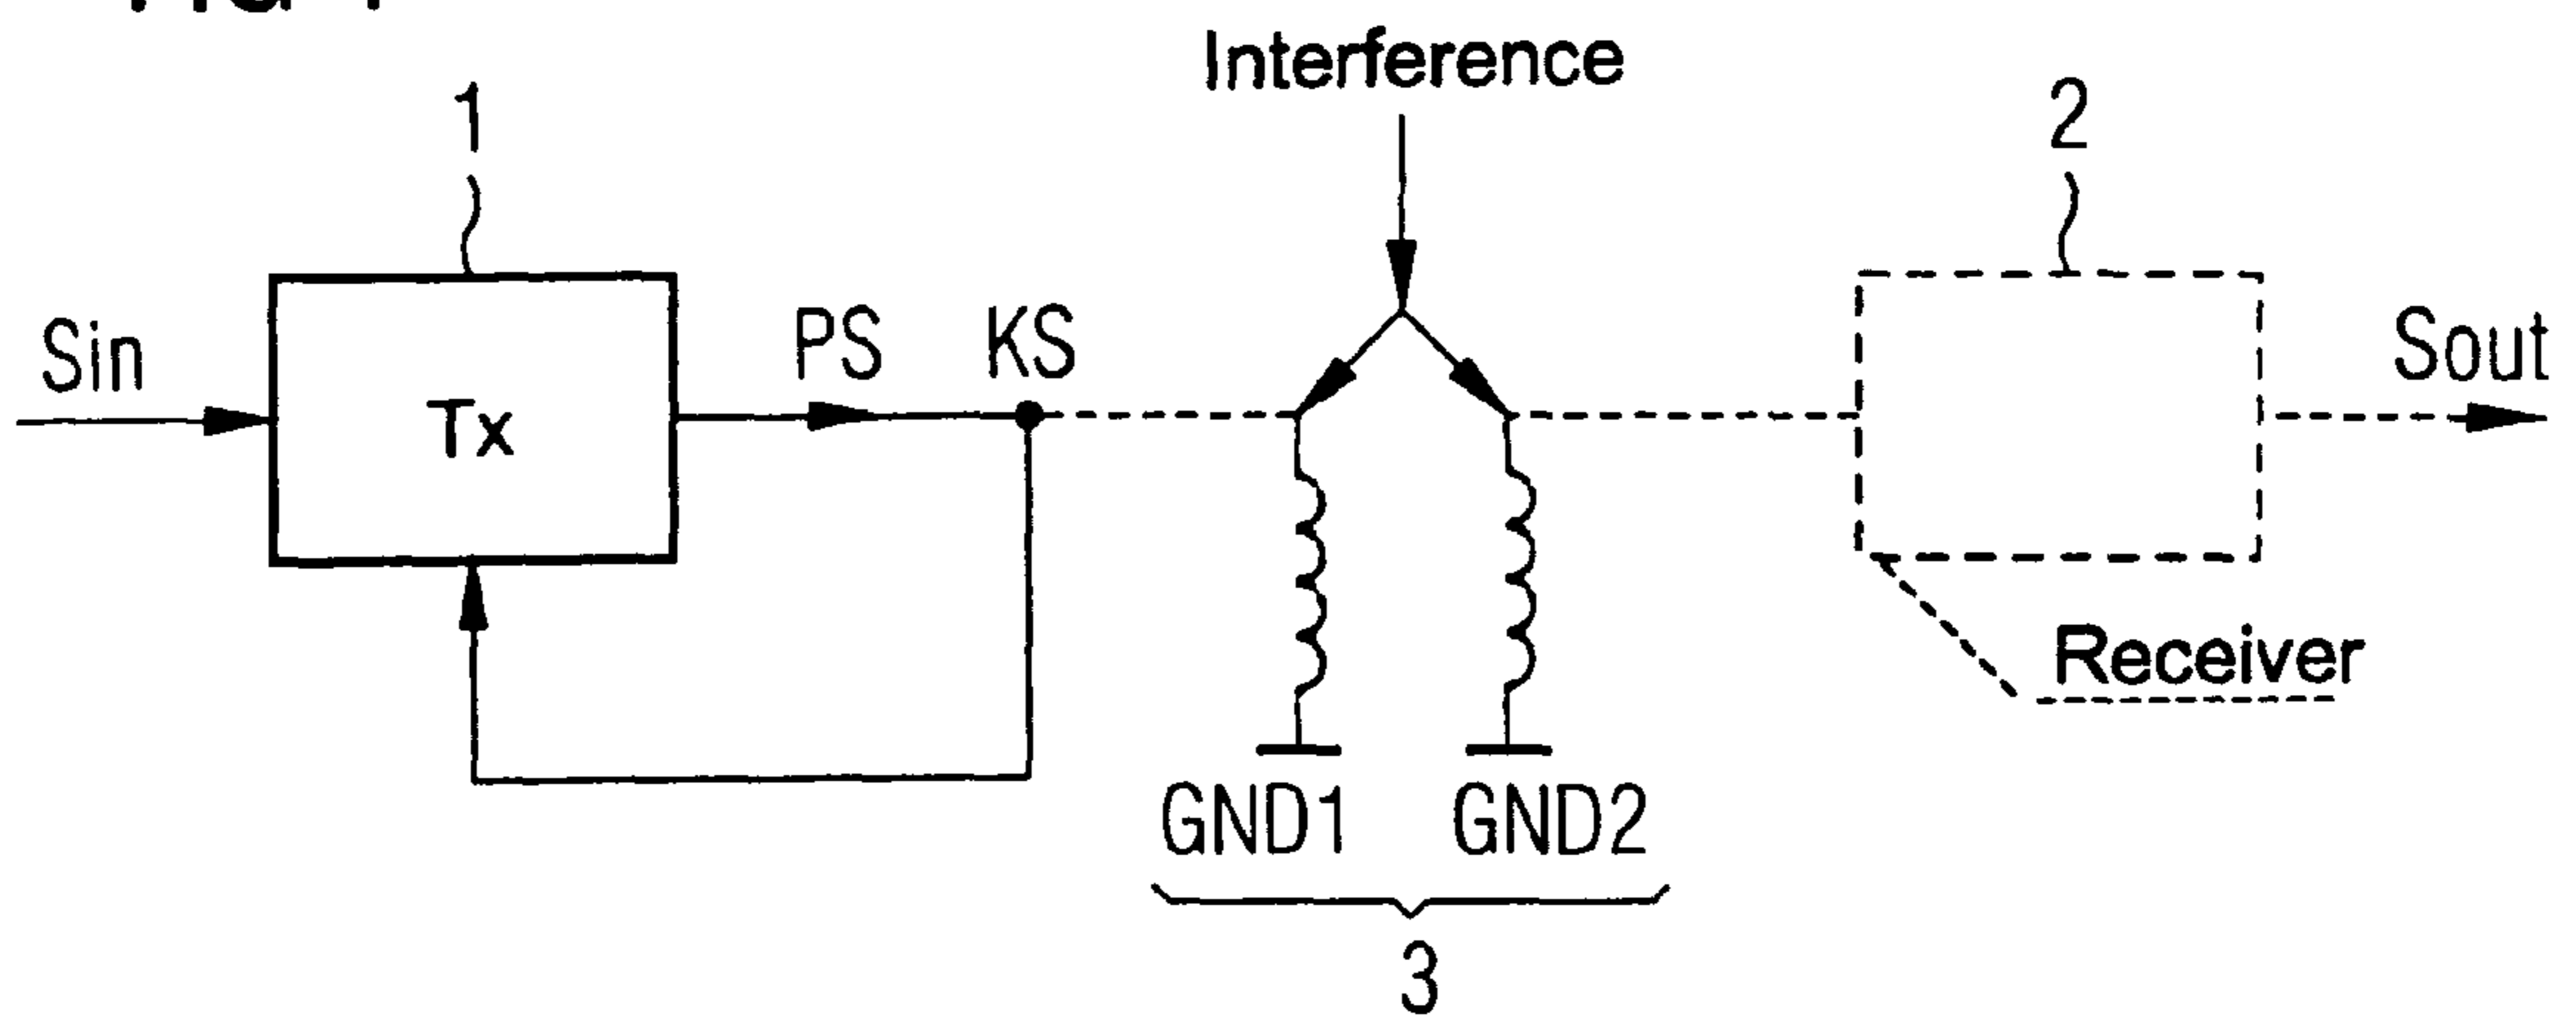 Interference
1
2
Sin
PS
KS
Sout
Tx
Receiver
GND1
GND2
3